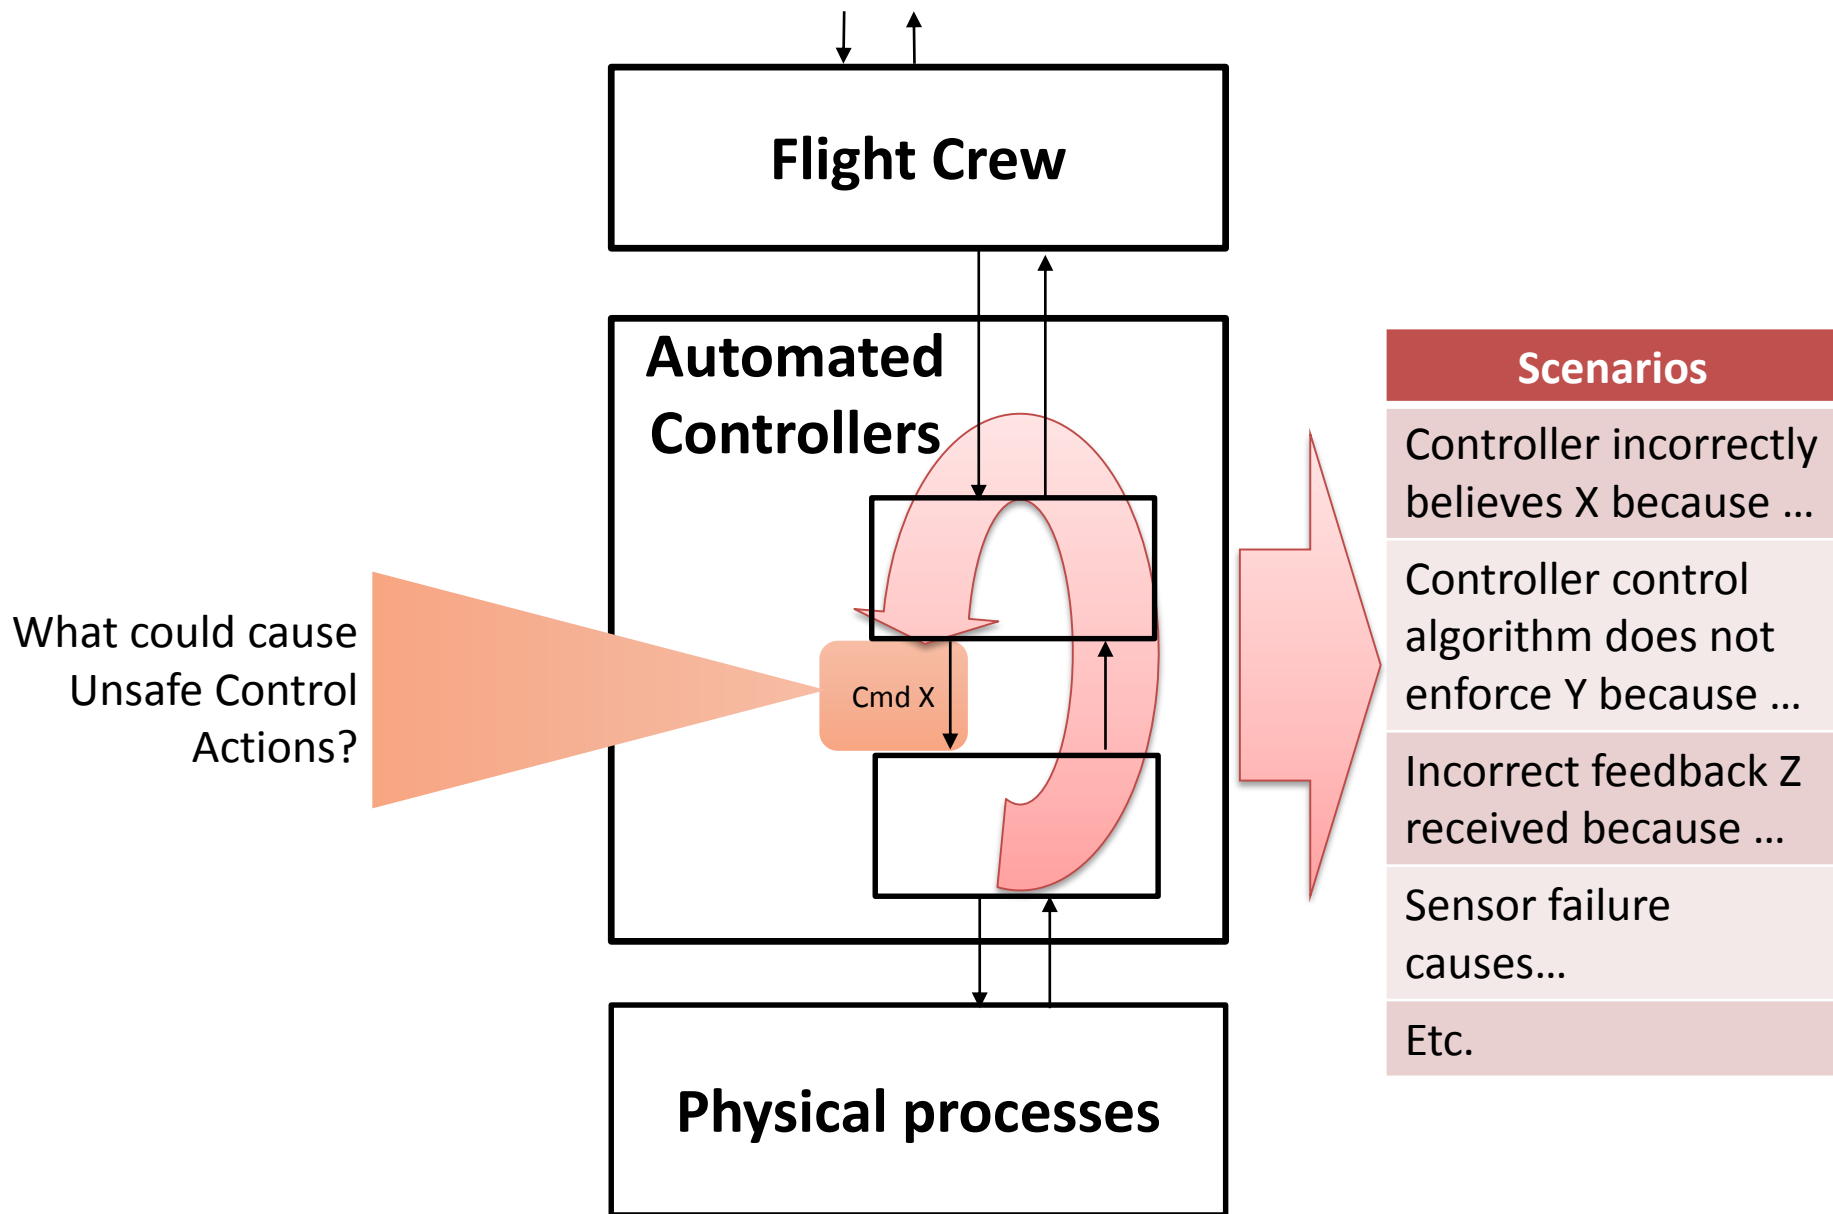 Flight Crew
Automated
Controllers
What could cause
Unsafe Control
Actions?
Cmd X
Physical processes
Scenarios
Controller incorrectly
believes X because ...
Controller control
algorithm does not
enforce Y because ...
Incorrect feedback Z
received because ...
Sensor failure
causes...
Etc.